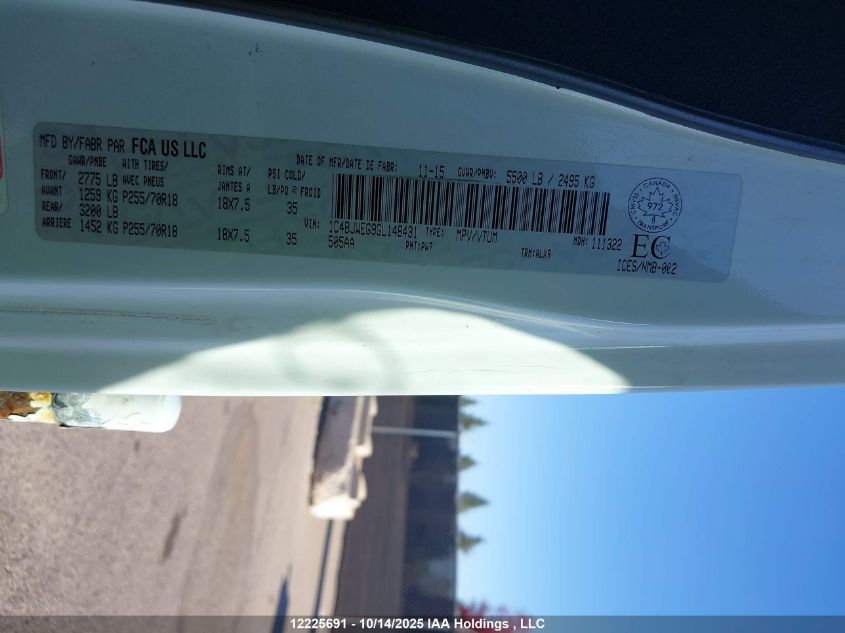 MFD BY/FABR PAR FCA US LLC
DATE OF MFR/DATE DE FABR: 11-15 GVWR/PNBV: 5500 LB / 2495 KG
GAWR/PNBE WITH TIRES/ RIMS AT/ PSI COLD/
FRONT/ 2775 LB AVEC PNEUS JANTES A LB/PO² FROID
AVANT 1259 KG P255/70R18 18X7.5 35
REAR/ 3200 LB
ARRIERE 1452 KG P255/70R18 18X7.5 35
VIN: 1C4BJWEG8GL148431 TYPE: MPV/VTUM MDH: 111322
505AA PNT:PW7 TRM:ALX9
CANADA
972
TRANSPORT
EC
ICES/NMB-002
12225691 - 10/14/2025 IAA Holdings , LLC